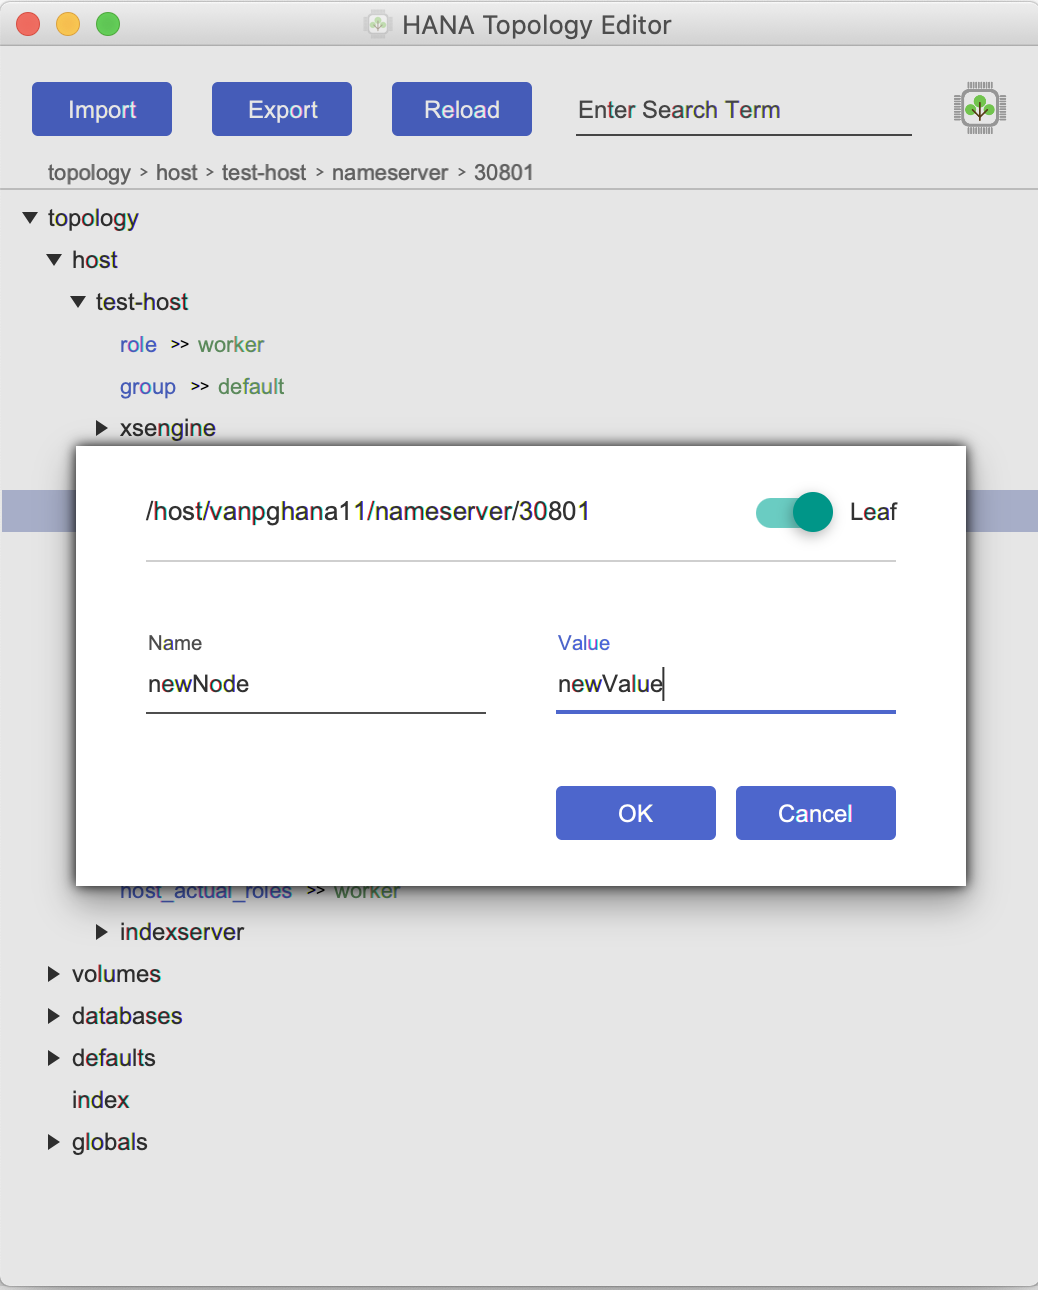 HANA Topology Editor
Import Export Reload Enter Search Term
topology > host > test-host > nameserver > 30801
topology
host
test-host
role >> worker
group >> default
xsengine
/host/vanpghana11/nameserver/30801 Leaf
Name Value
newNode newValue
OK Cancel
host_actual_roles >> worker
indexserver
volumes
databases
defaults
index
globals